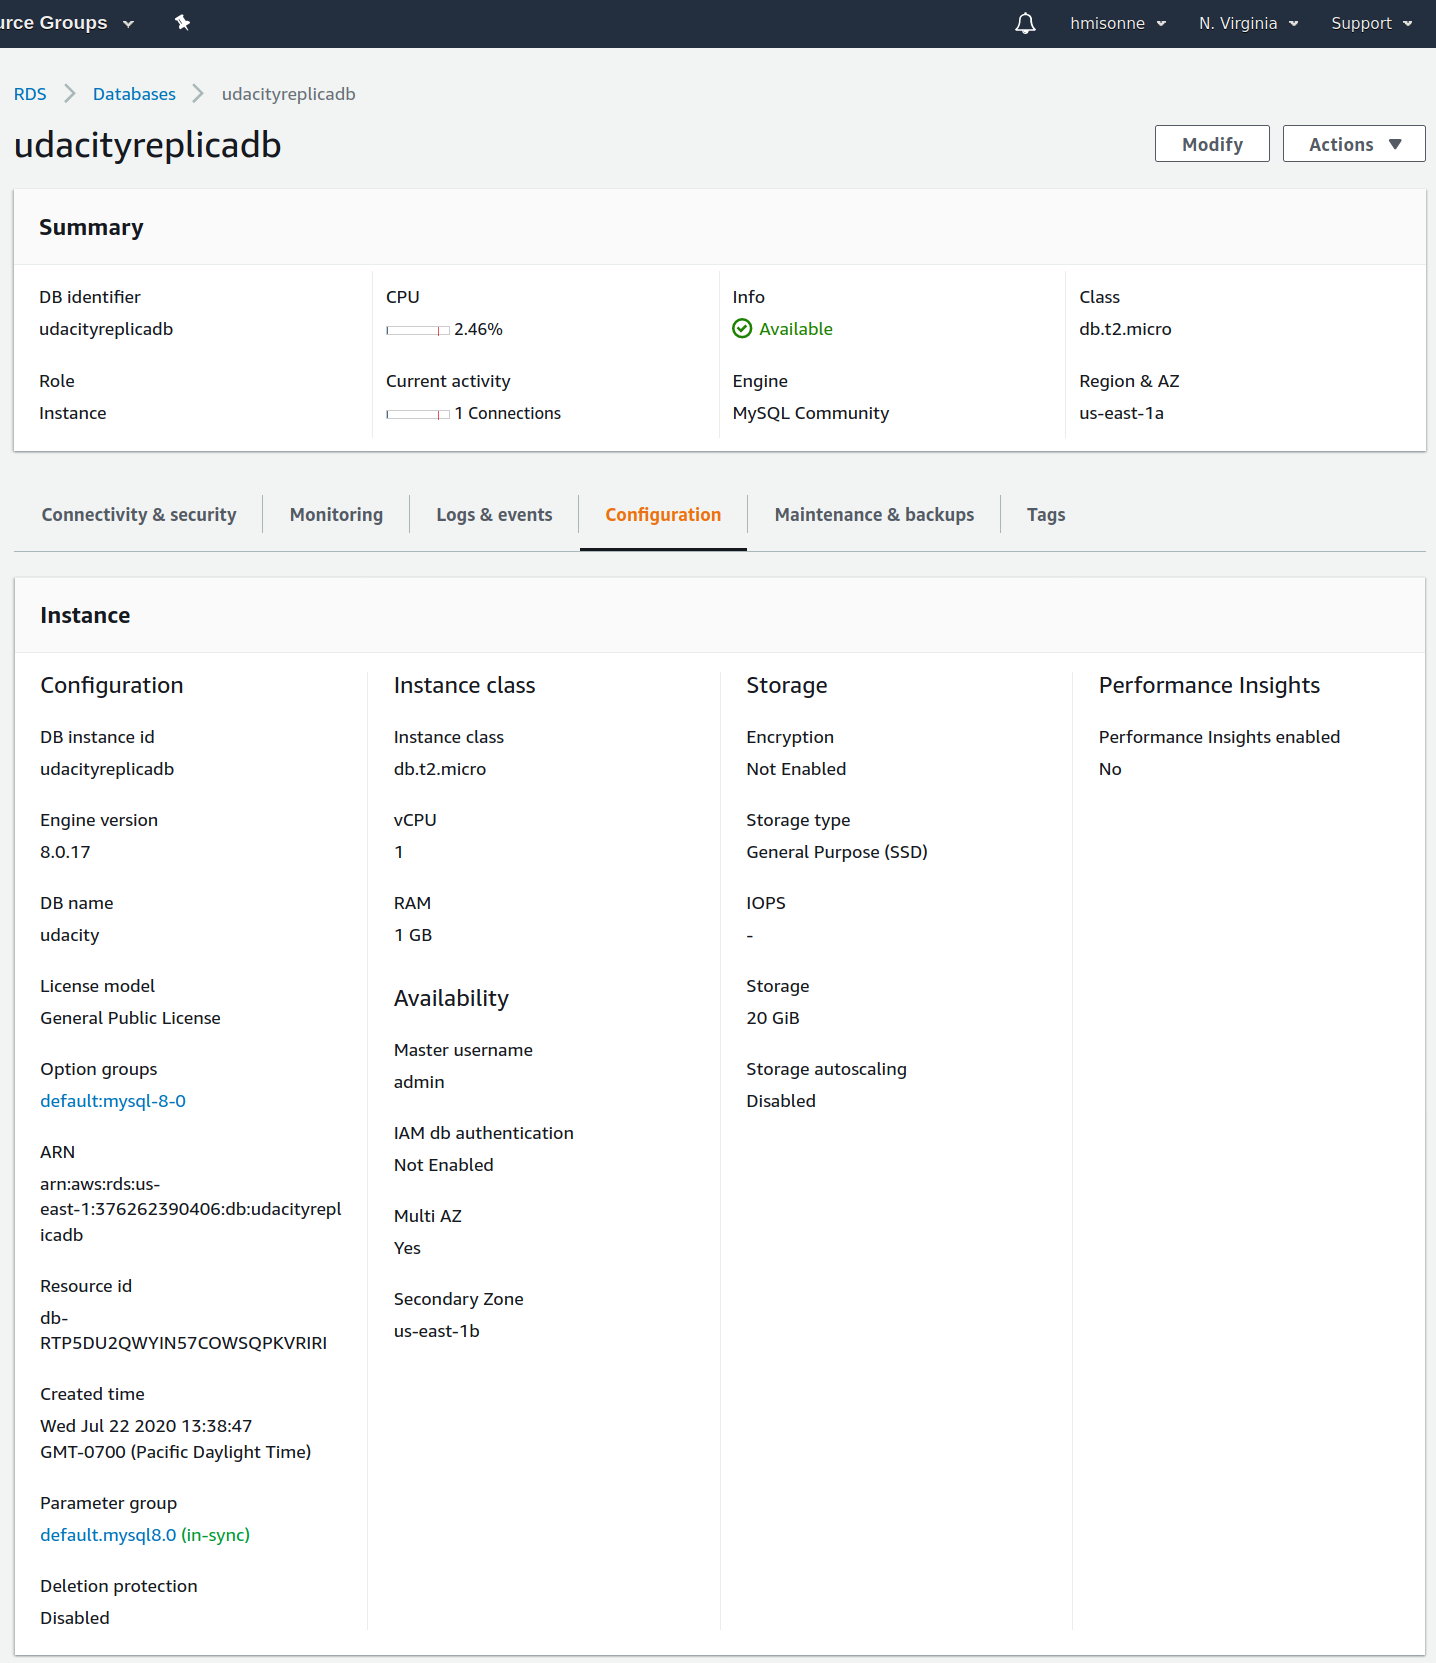 urce Groups
hmisonne
N. Virginia
Support
RDS
Databases
udacityreplicadb
udacityreplicadb
Modify
Actions
Summary
DB identifier
udacityreplicadb
CPU
2.46%
Info
Available
Class
db.t2.micro
Role
Instance
Current activity
1 Connections
Engine
MySQL Community
Region & AZ
us-east-1a
Connectivity & security
Monitoring
Logs & events
Configuration
Maintenance & backups
Tags
Instance
Configuration
DB instance id
udacityreplicadb
Engine version
8.0.17
DB name
udacity
License model
General Public License
Option groups
default:mysql-8-0
ARN
arn:aws:rds:us-
east-1:376262390406:db:udacityrepl
icadb
Resource id
db-
RTP5DU2QWYIN57COWSQPKVRIRI
Created time
Wed Jul 22 2020 13:38:47
GMT-0700 (Pacific Daylight Time)
Parameter group
default.mysql8.0 (in-sync)
Deletion protection
Disabled
Instance class
Instance class
db.t2.micro
vCPU
1
RAM
1 GB
Availability
Master username
admin
IAM db authentication
Not Enabled
Multi AZ
Yes
Secondary Zone
us-east-1b
Storage
Encryption
Not Enabled
Storage type
General Purpose (SSD)
IOPS
-
Storage
20 GiB
Storage autoscaling
Disabled
Performance Insights
Performance Insights enabled
No